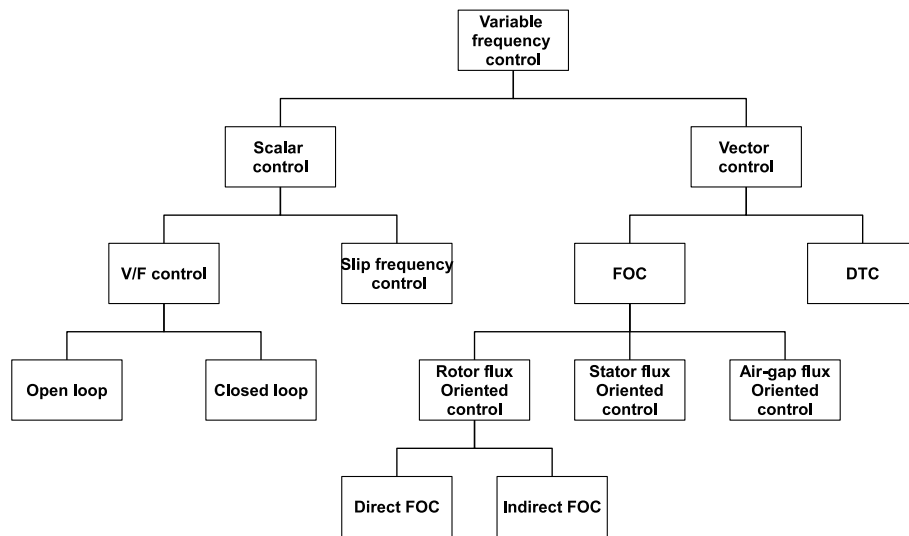 Variable
frequency
control
Scalar
control
Vector
control
V/F control
Slip frequency
control
FOC
DTC
Open loop
Closed loop
Rotor flux
Oriented
control
Stator flux
Oriented
control
Air-gap flux
Oriented
control
Direct FOC
Indirect FOC